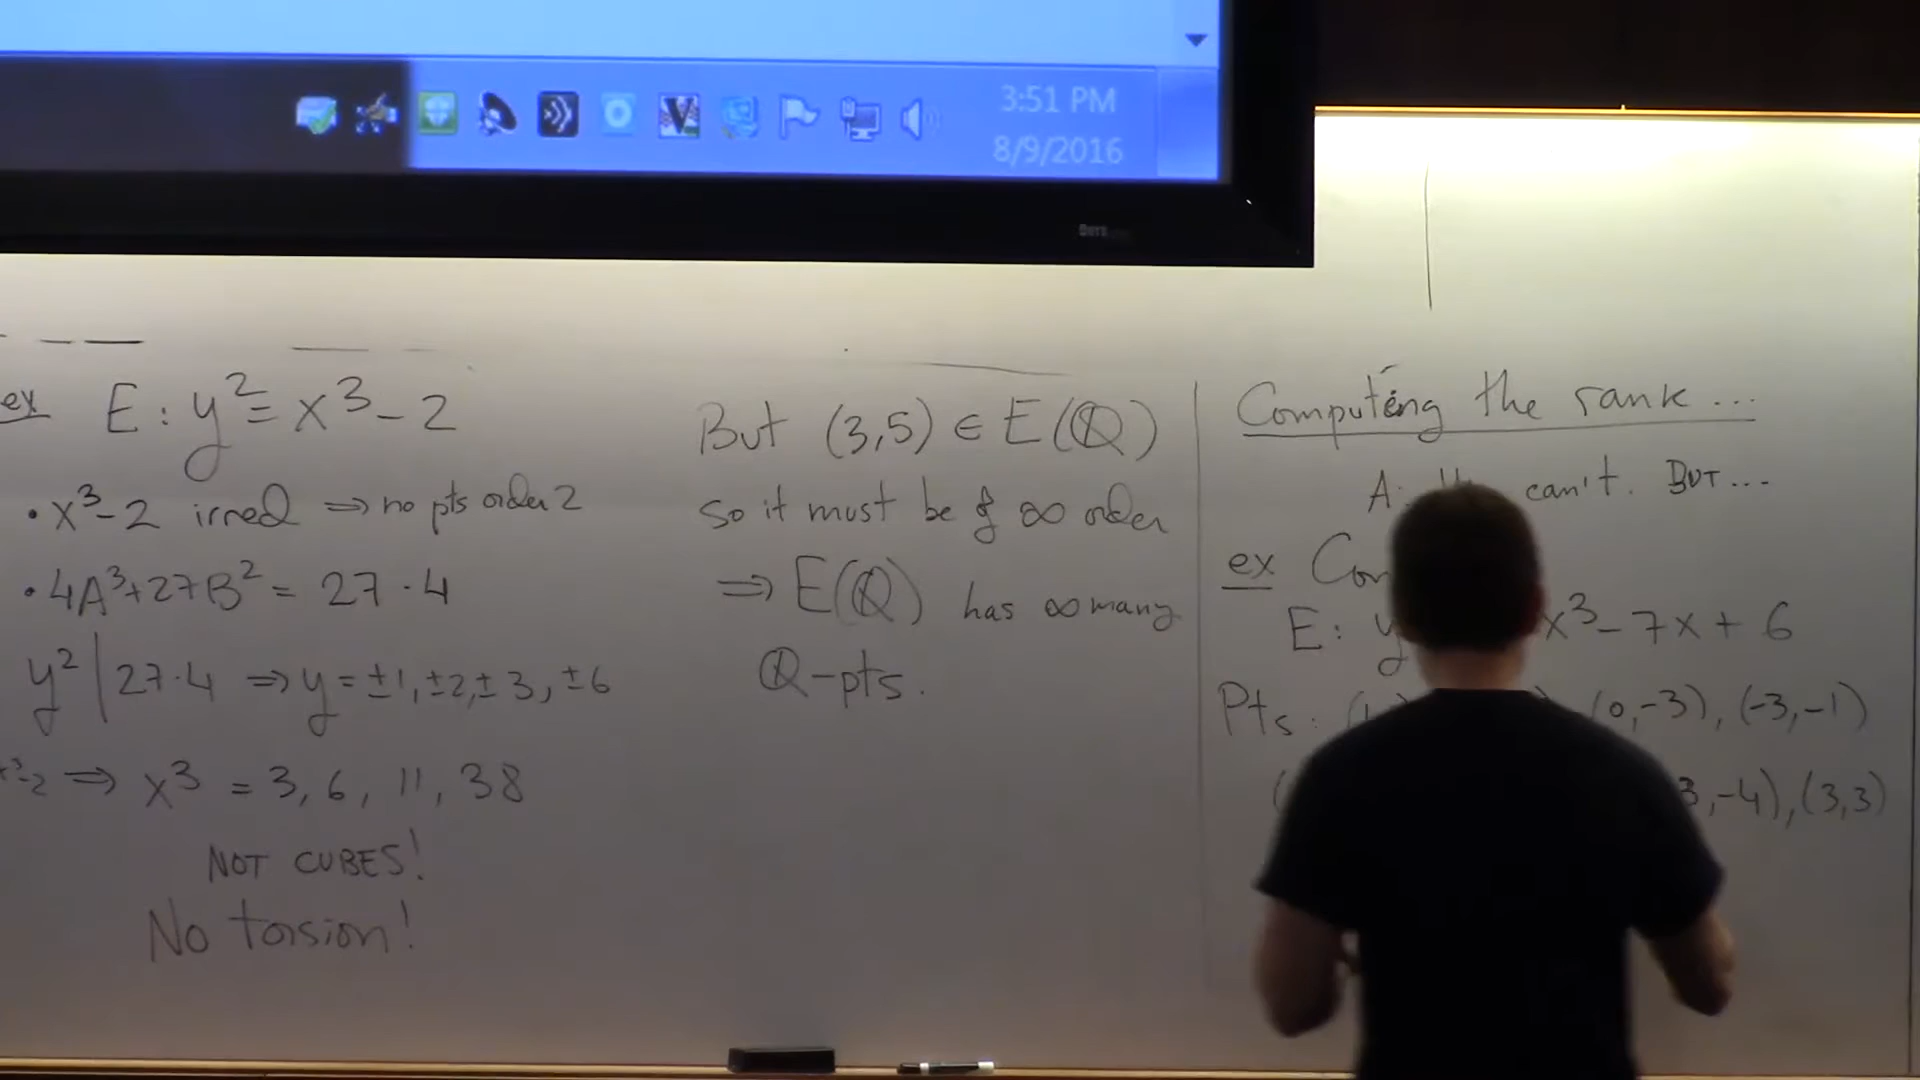 3:51 PM
8/9/2016
ex E: y² = x³ - 2
• x³-2 irred ⇒ no pts order 2
• 4A³+27B² = 27·4
y² | 27·4 ⇒ y = ±1, ±2, ±3, ±6
⇒ x³ = 3, 6, 11, 38
NOT CUBES!
No torsion!
But (3,5) ∈ E(Q)
so it must be of ∞ order
⇒ E(Q) has ∞ many
Q-pts.
Computing the rank...
A: can't. BUT...
ex
E: y x³-7x+6
Pts: (0,-3), (-3,-1)
3,-4), (3,3)